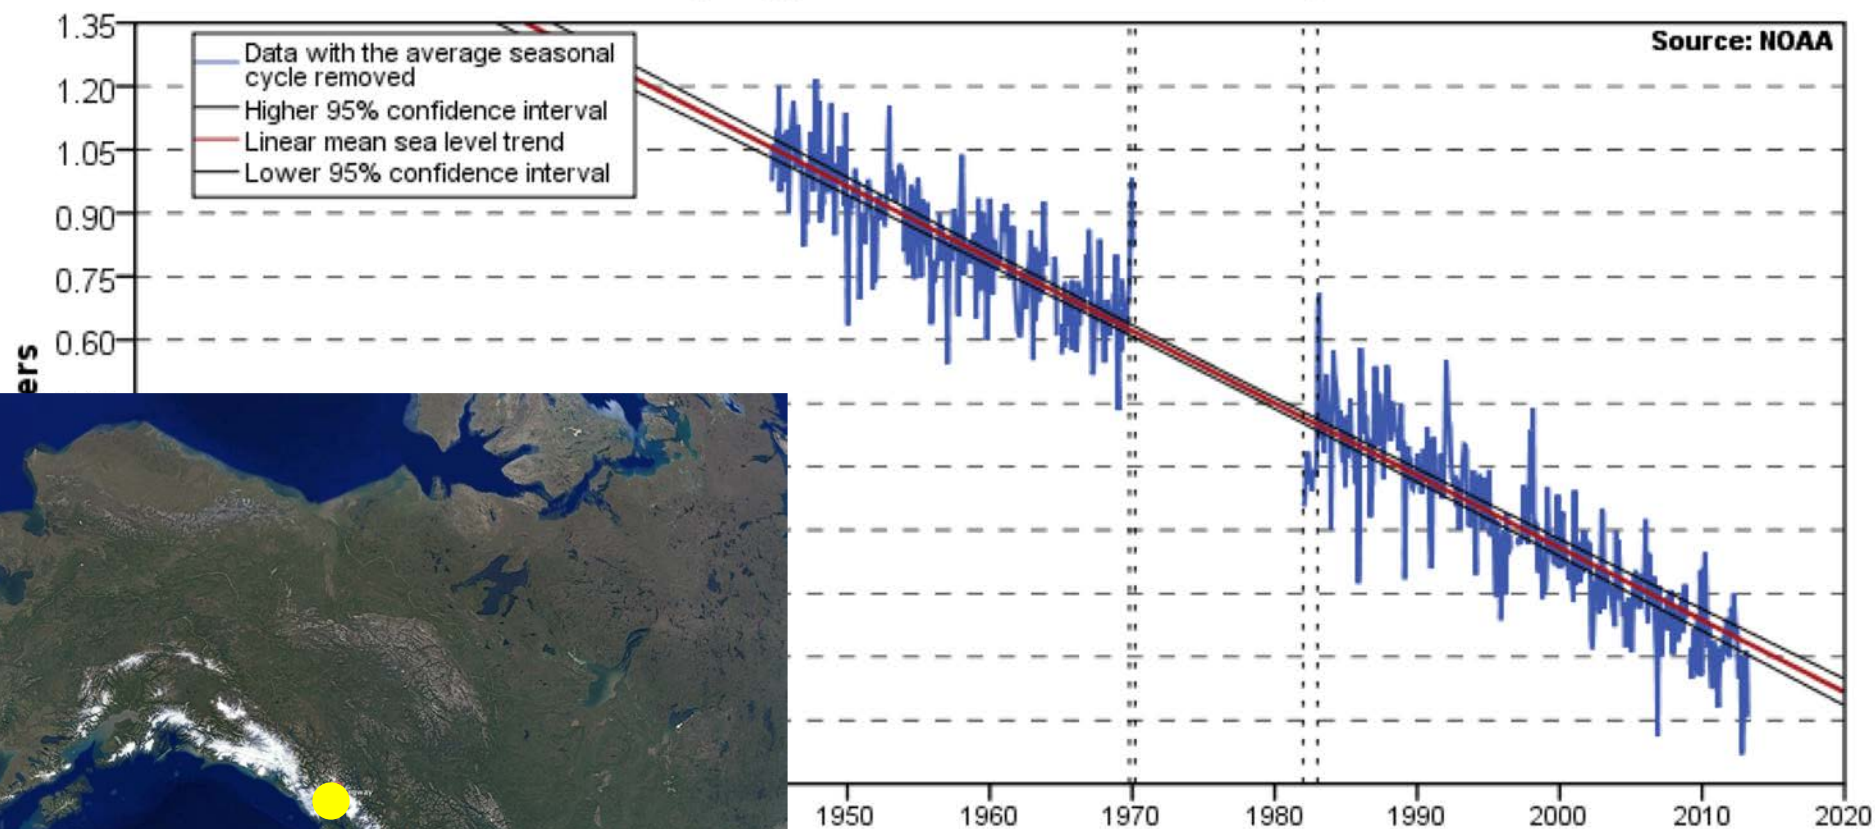 1.35
Source: NOAA
Data with the average seasonal
cycle removed
Higher 95% confidence interval
Linear mean sea level trend
Lower 95% confidence interval
1.20
1.05
0.90
0.75
0.60
ers
1950 1960 1970 1980 1990 2000 2010 2020